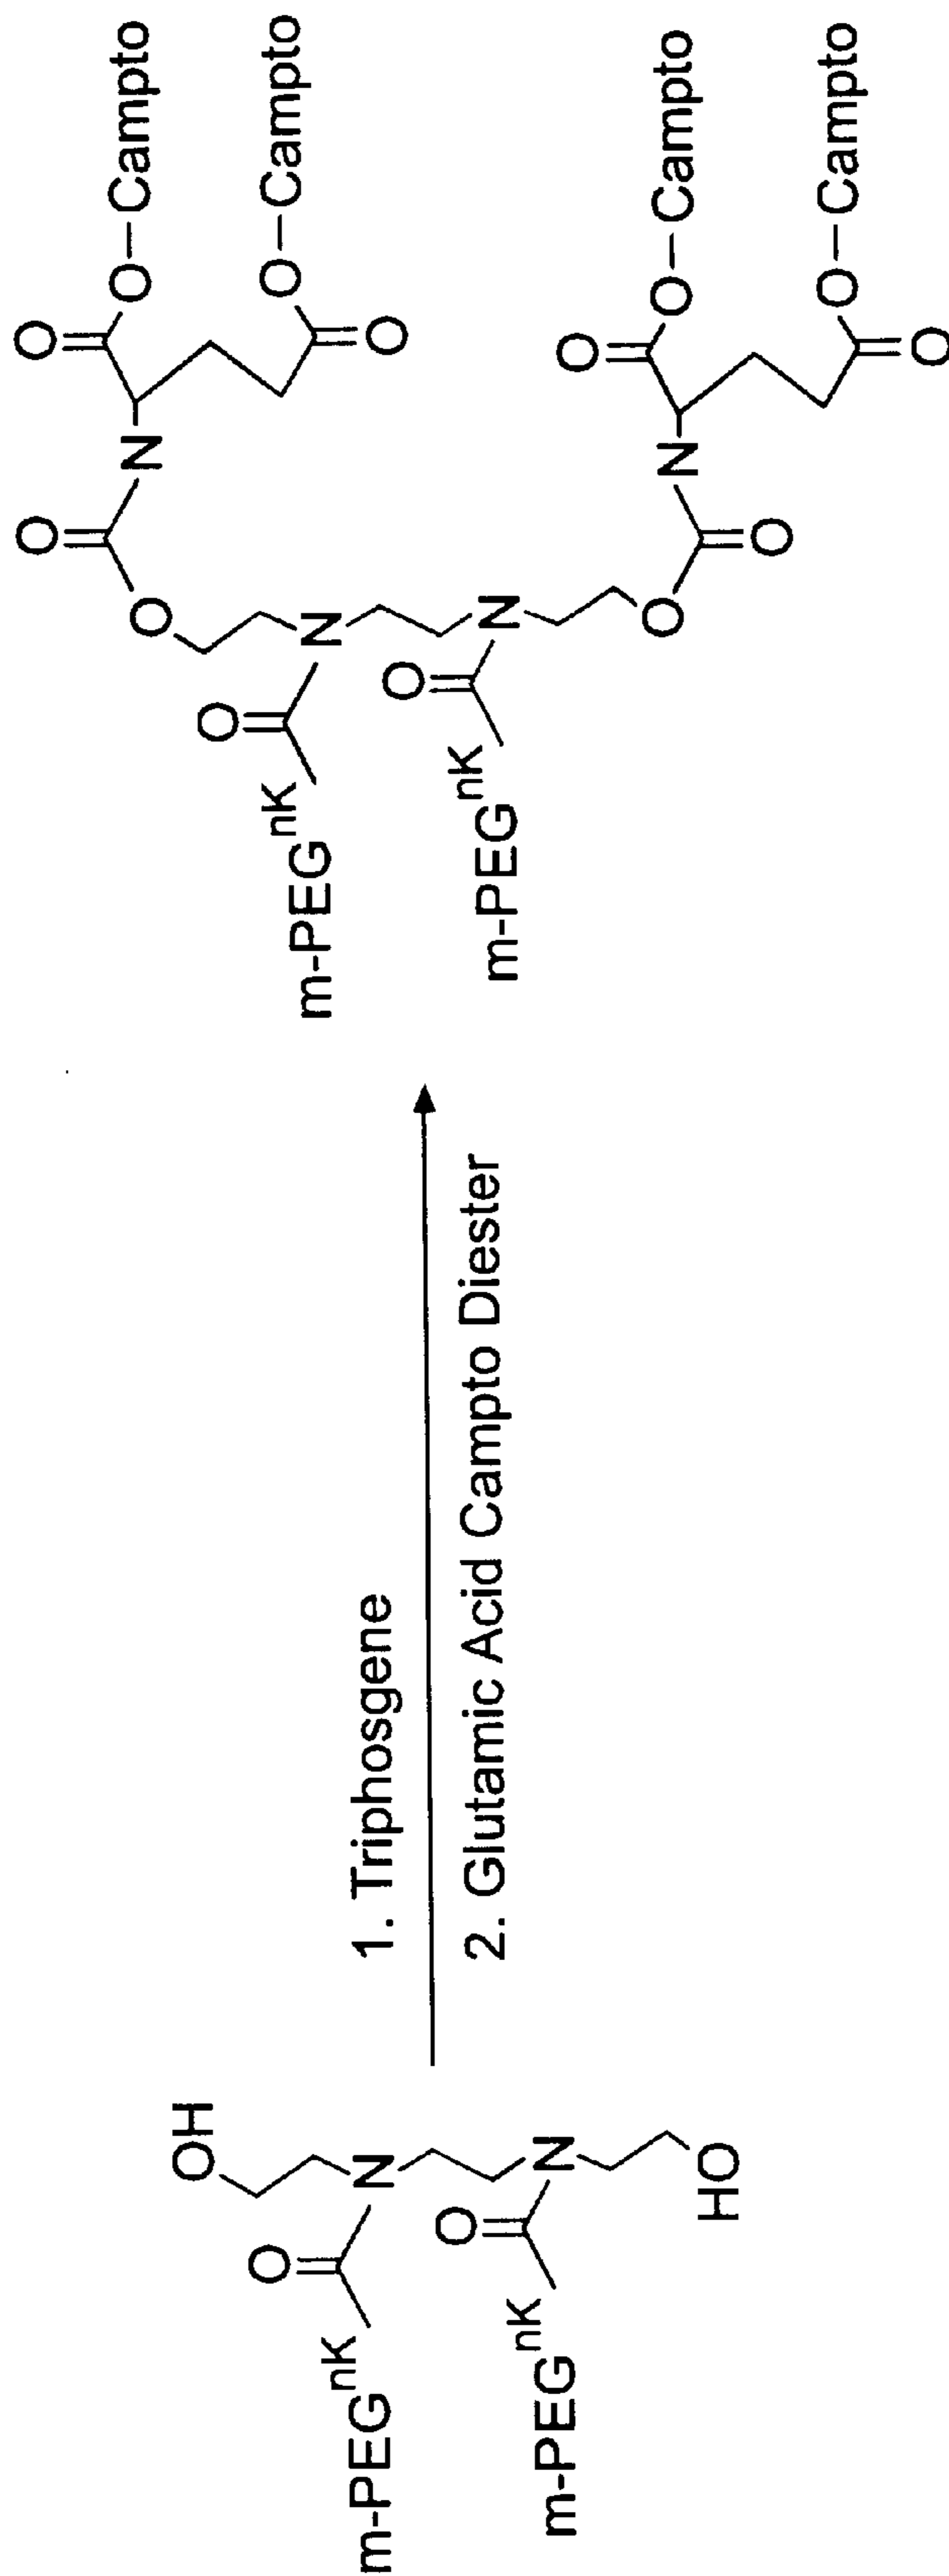 OH
O
N
m-PEG^nK
O
N
m-PEG^nK
HO
1. Triphosgene
2. Glutamic Acid Campto Diester
O
O
O
N
O–Campto
O–Campto
O
O
N
m-PEG^nK
O
N
m-PEG^nK
O
O
N
O
O–Campto
O–Campto
O